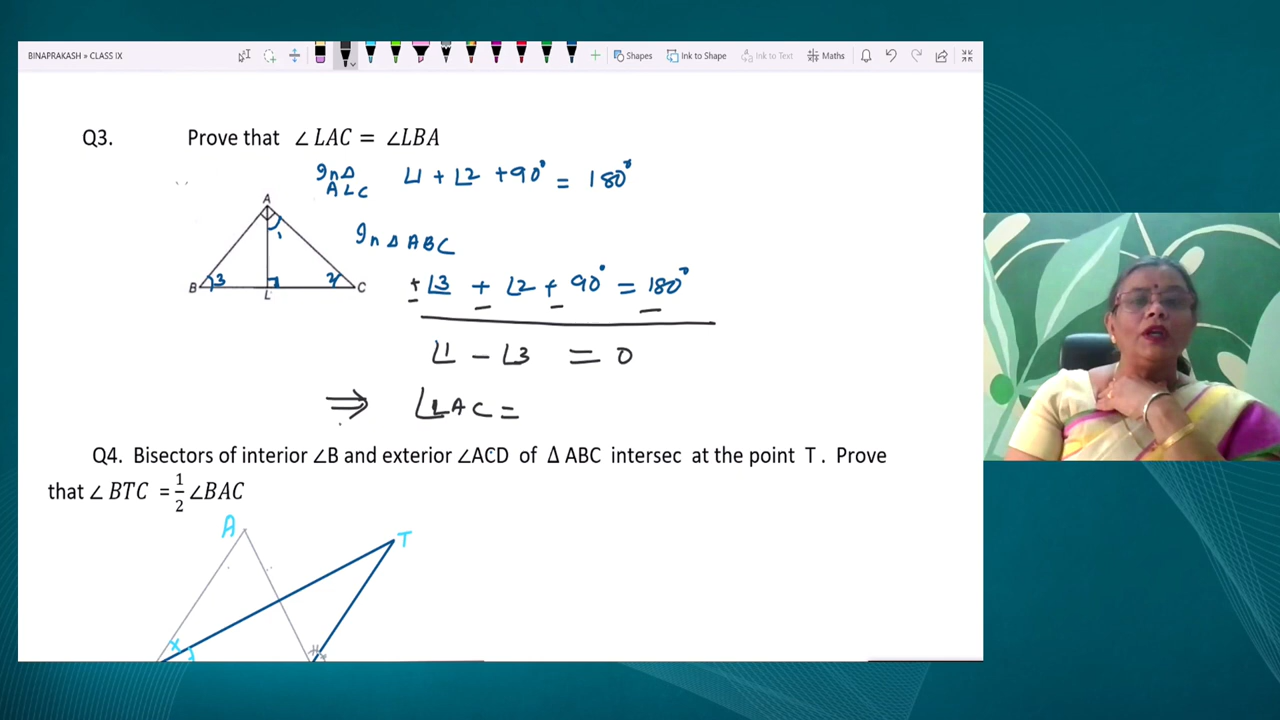 BINAPRAKASH » CLASS IX
Shapes
Ink to Shape
Ink to Text
Maths
Q3. Prove that ∠LAC = ∠LBA
In Δ ALC ∠1 + ∠2 + 90° = 180°
A
1
In Δ ABC
B 3 L 2 C
+∠3 + ∠2 + 90° = 180°
− − − −
∠1 − ∠3 = 0
⇒ ∠LAC =
Q4. Bisectors of interior ∠B and exterior ∠ACD of Δ ABC intersec at the point T . Prove
that ∠ BTC = 1/2 ∠BAC
A
T
x